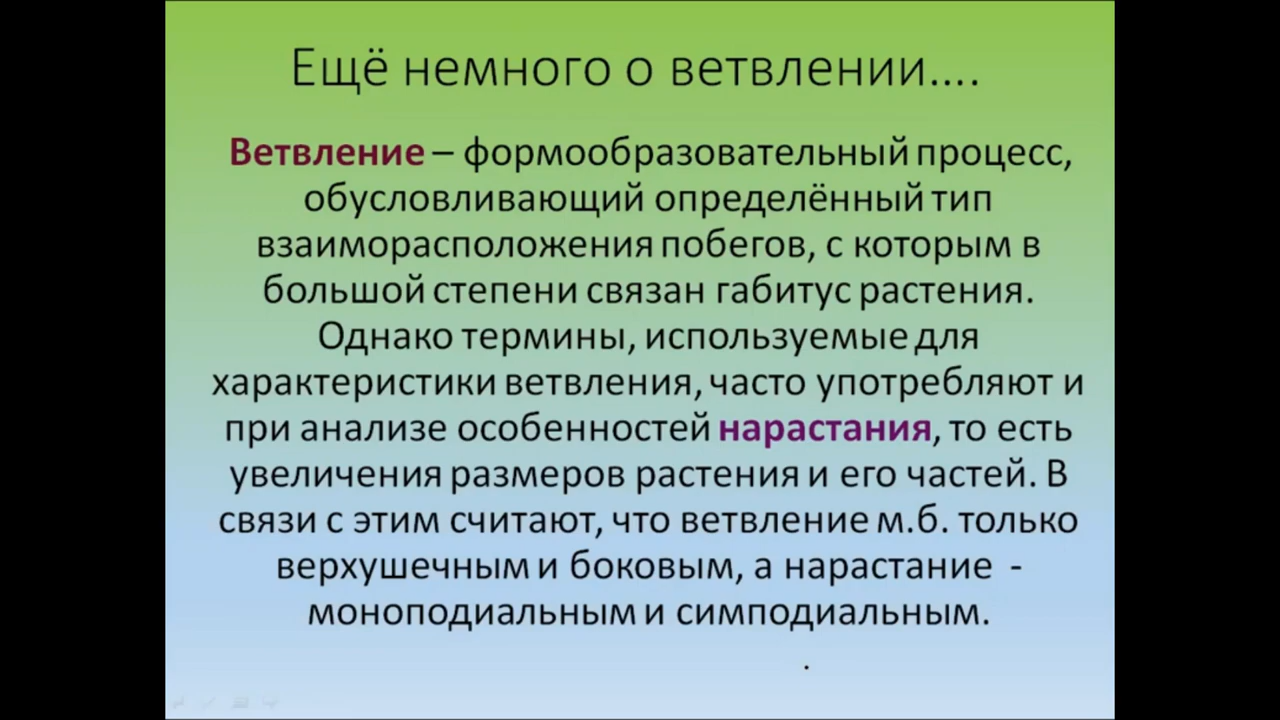 Ещё немного о ветвлении....
Ветвление – формообразовательный процесс,
обусловливающий определённый тип
взаиморасположения побегов, с которым в
большой степени связан габитус растения.
Однако термины, используемые для
характеристики ветвления, часто употребляют и
при анализе особенностей нарастания, то есть
увеличения размеров растения и его частей. В
связи с этим считают, что ветвление м.б. только
верхушечным и боковым, а нарастание -
моноподиальным и симподиальным.
.